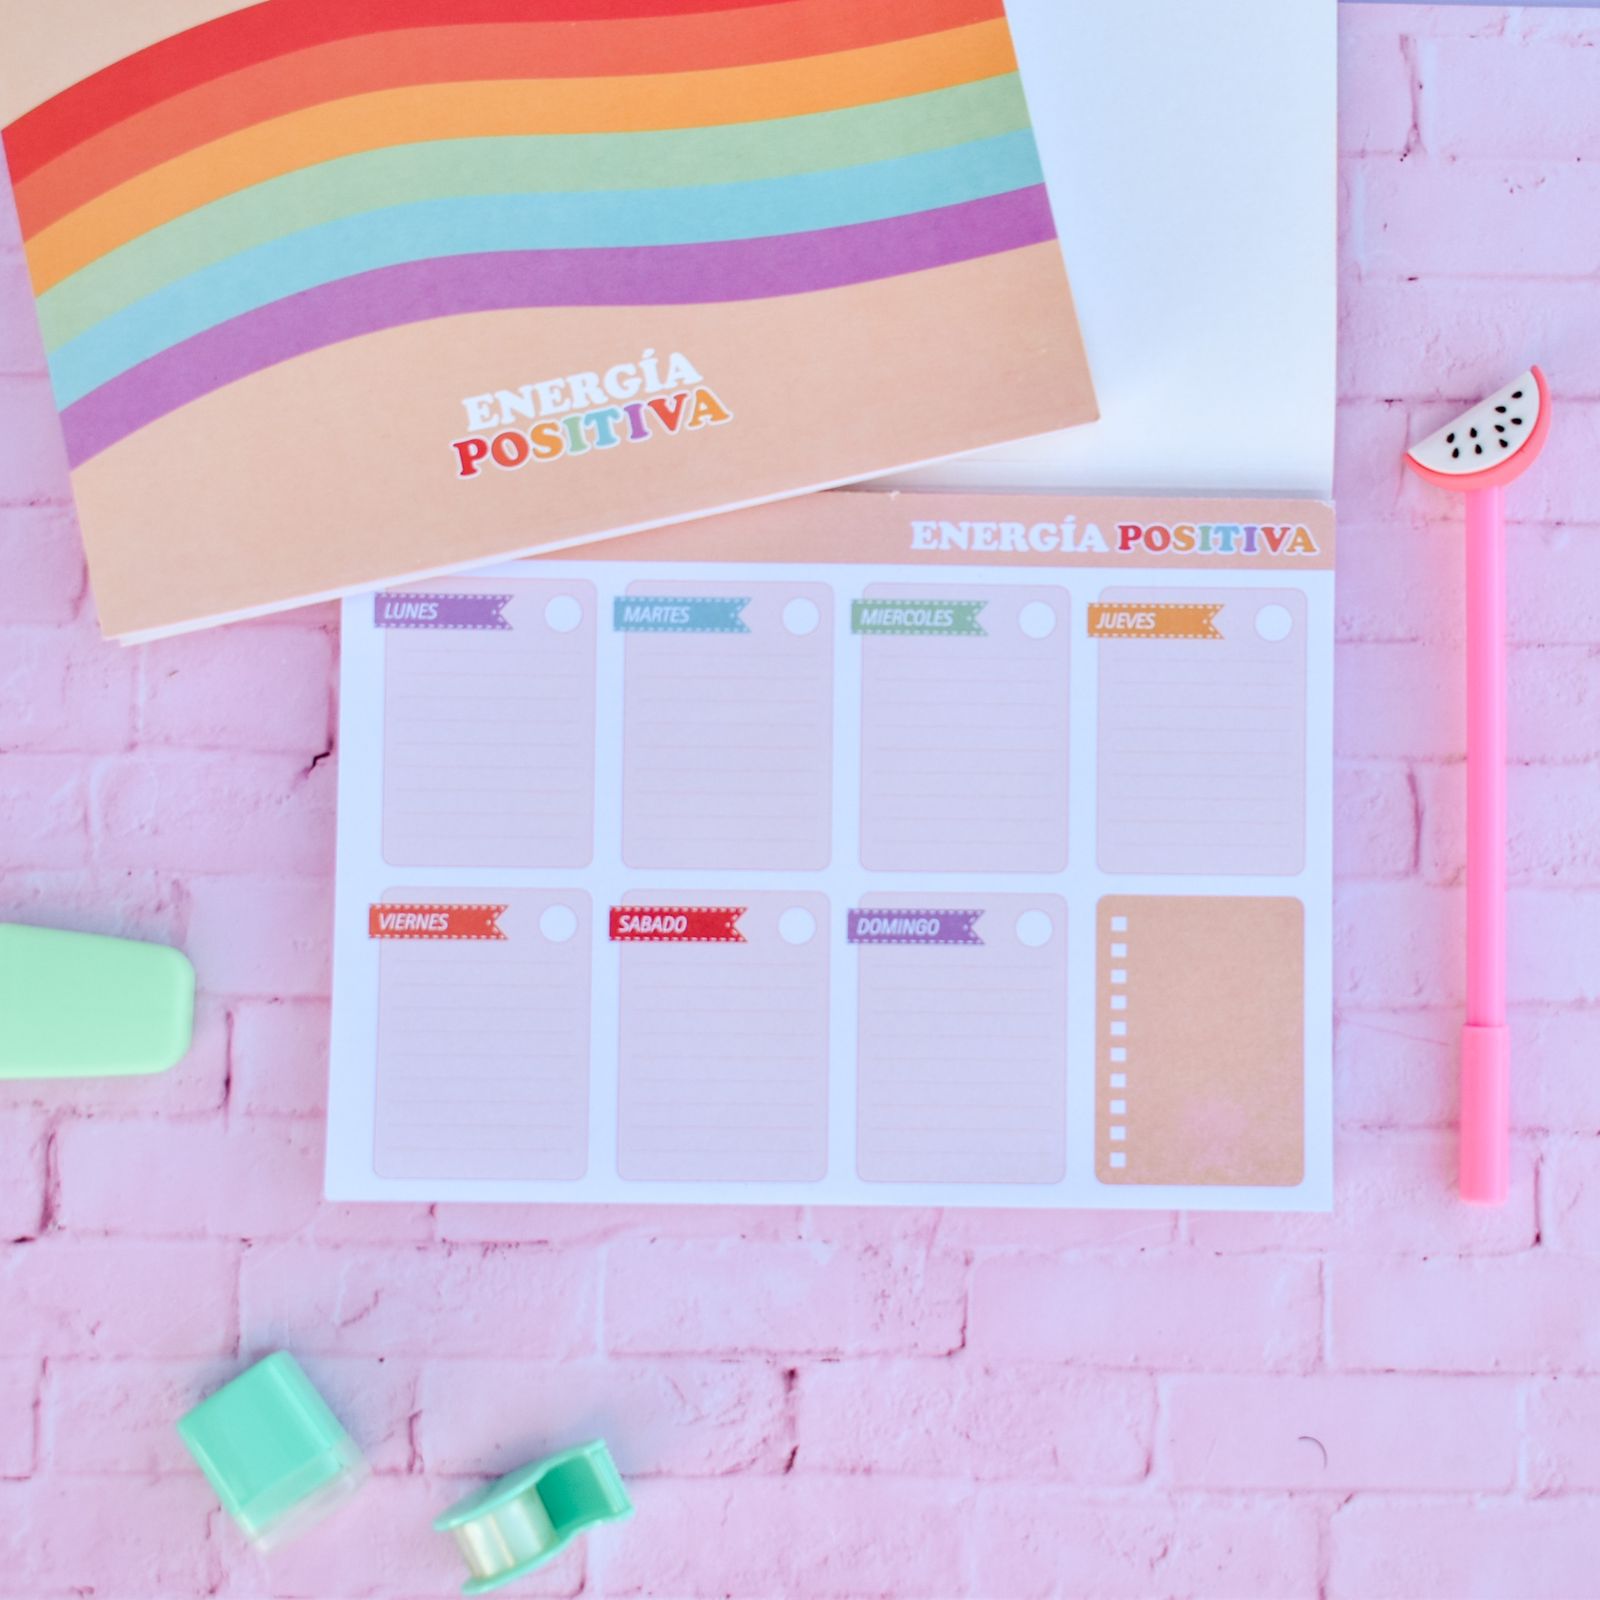 ENERGÍA
POSITIVA
ENERGÍA POSITIVA
LUNES
MARTES
MIERCOLES
JUEVES
VIERNES
SABADO
DOMINGO